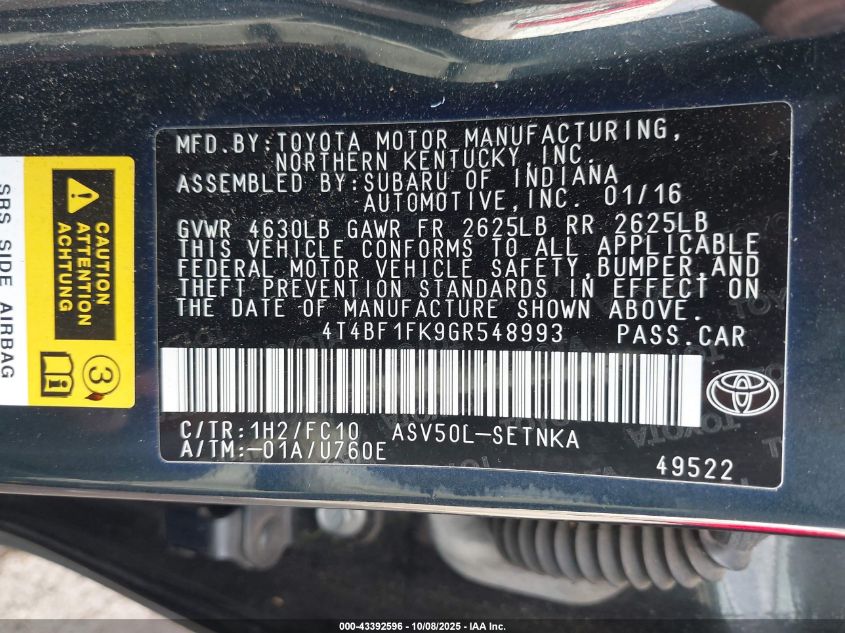 MFD.BY:TOYOTA MOTOR MANUFACTURING,
NORTHERN KENTUCKY,INC.
ASSEMBLED BY:SUBARU OF INDIANA
AUTOMOTIVE,INC. 01/16
GVWR 4630LB GAWR FR 2625LB RR 2625LB
THIS VEHICLE CONFORMS TO ALL APPLICABLE
FEDERAL MOTOR VEHICLE SAFETY,BUMPER,AND
THEFT PREVENTION STANDARDS IN EFFECT ON
THE DATE OF MANUFACTURE SHOWN ABOVE.
4T4BF1FK9GR548993 PASS.CAR
C/TR:1H2/FC10 ASV50L-SETNKA
A/TM:-01A/U760E
49522
SRS SIDE AIRBAG
CAUTION
ATTENTION
ACHTUNG
3
TOYOTA
000-43392596 - 10/08/2025 - IAA Inc.